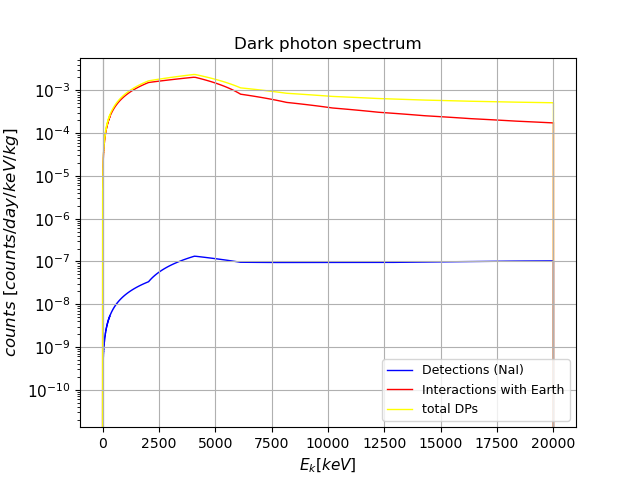 Dark photon spectrum
counts [counts/day/keV/kg]
10⁻³
10⁻⁴
10⁻⁵
10⁻⁶
10⁻⁷
10⁻⁸
10⁻⁹
10⁻¹⁰
Detections (NaI)
Interactions with Earth
total DPs
0 2500 5000 7500 10000 12500 15000 17500 20000
Eₖ[keV]